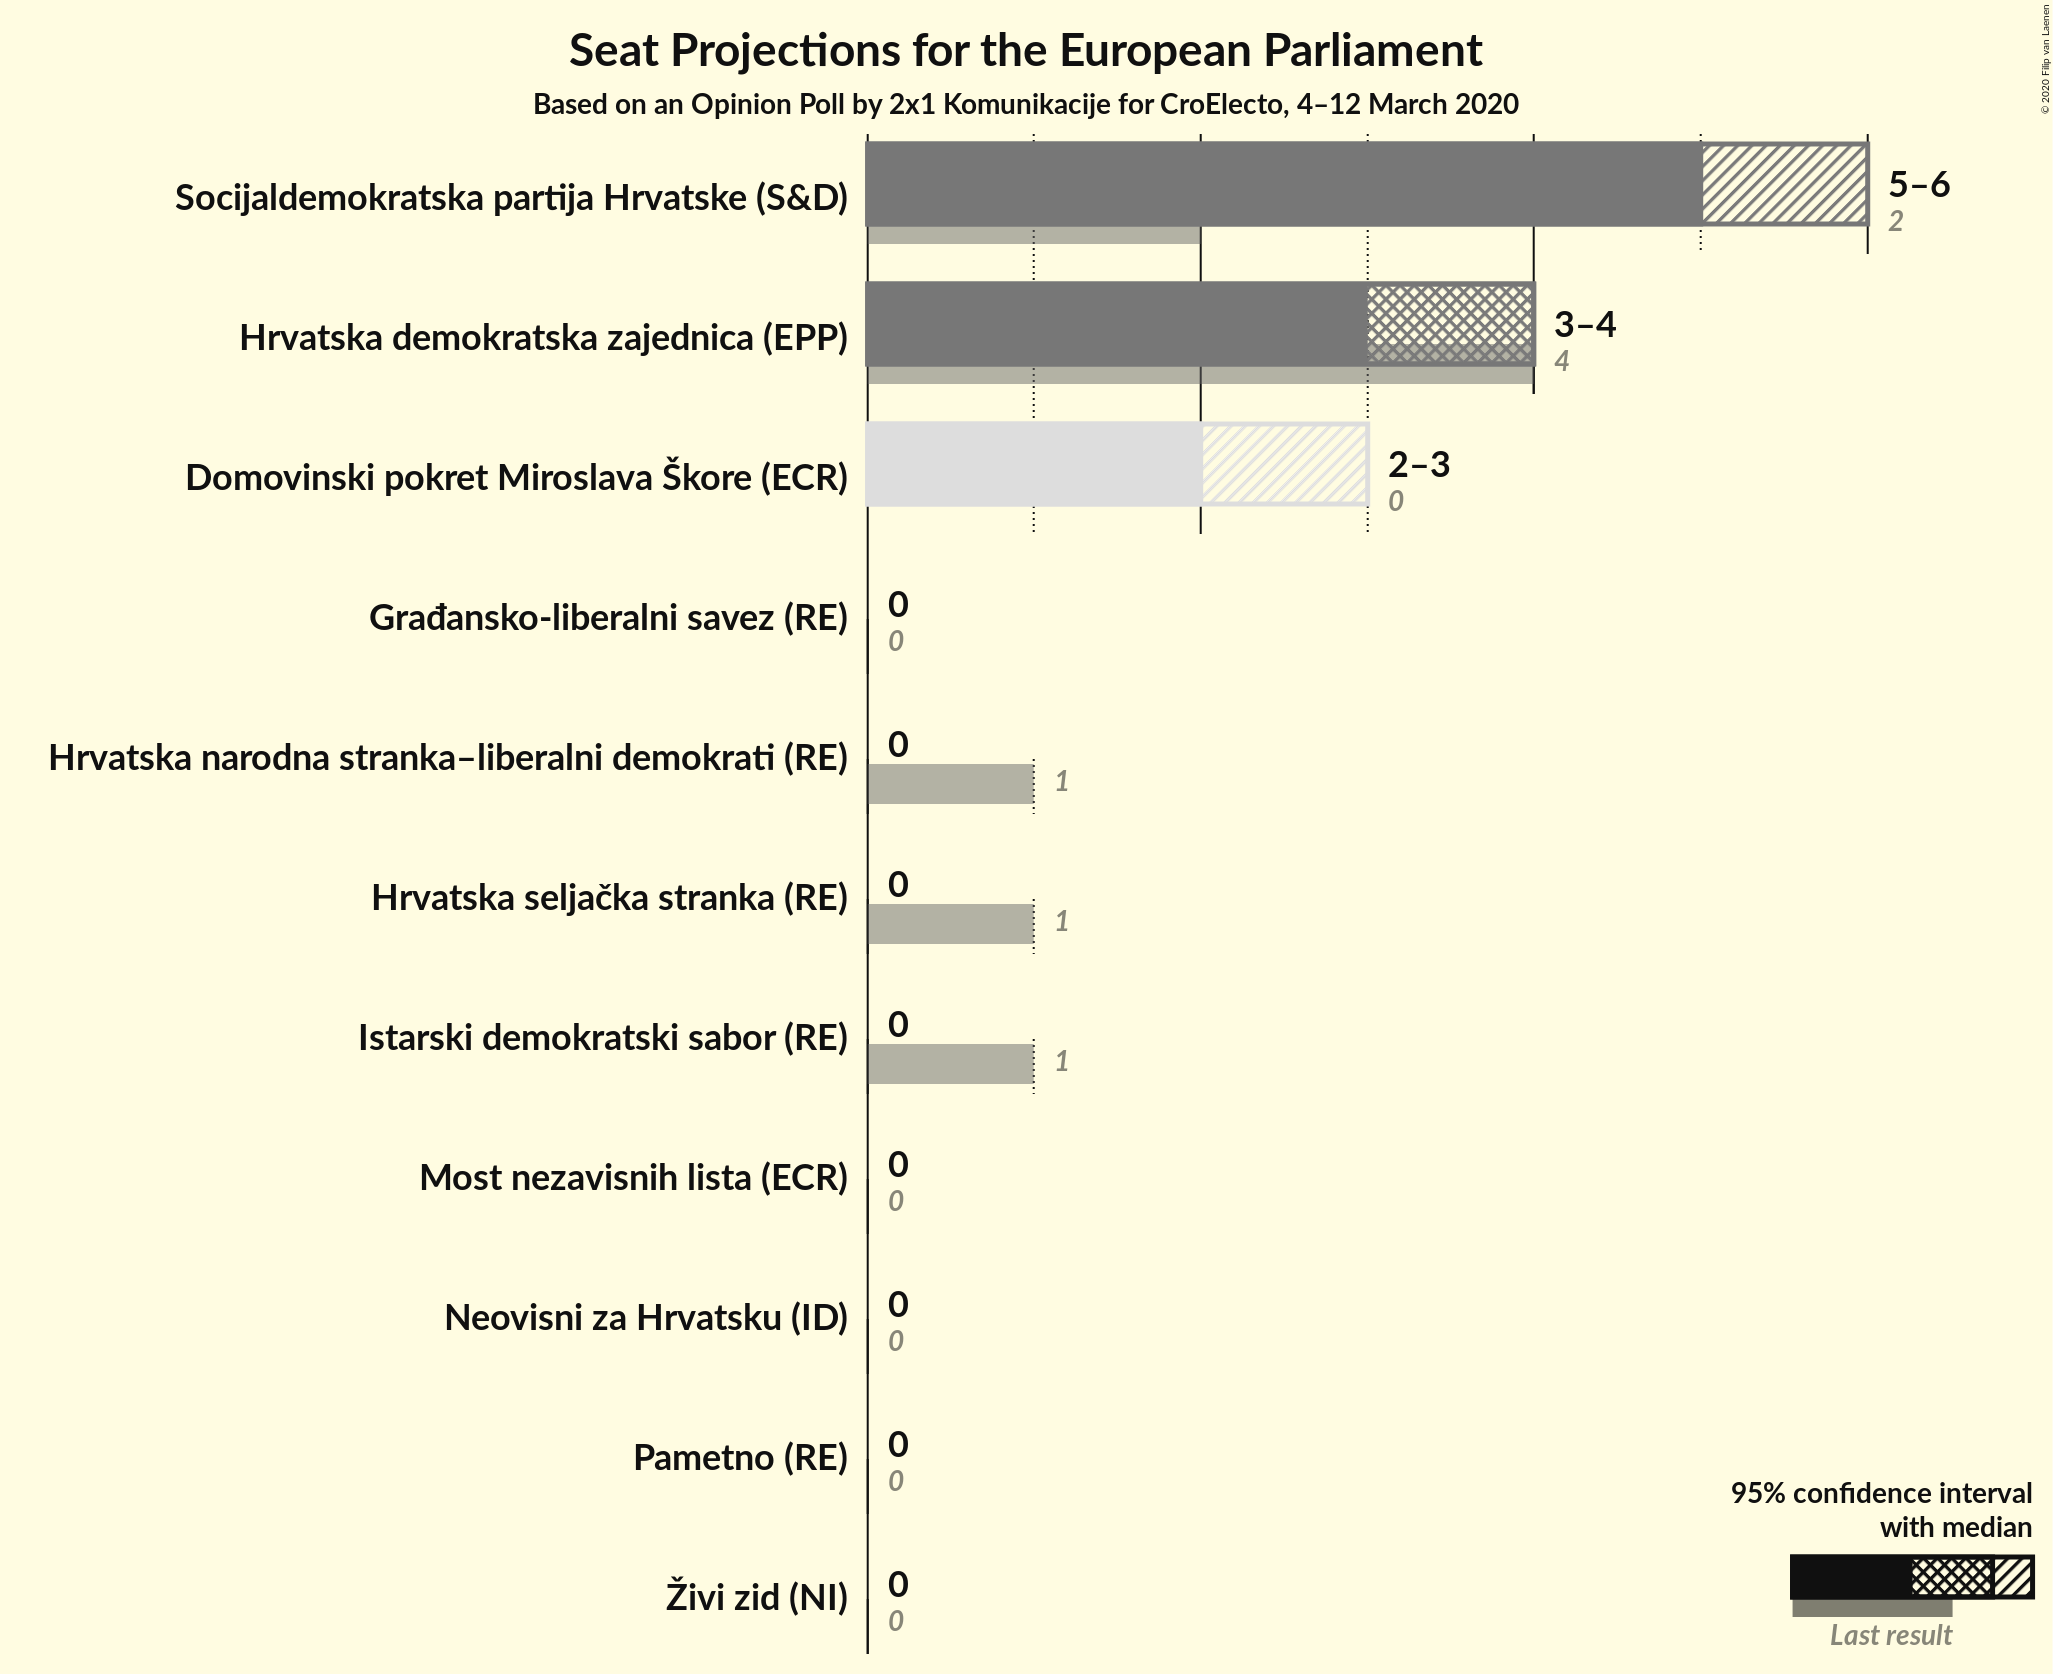 Seat Projections for the European Parliament
Based on an Opinion Poll by 2x1 Komunikacije for CroElecto, 4–12 March 2020
© 2020 Filip van Laenen
Socijaldemokratska partija Hrvatske (S&D)
5–6
2
Hrvatska demokratska zajednica (EPP)
3–4
4
Domovinski pokret Miroslava Škore (ECR)
2–3
0
Građansko-liberalni savez (RE)
0
0
Hrvatska narodna stranka–liberalni demokrati (RE)
0
1
Hrvatska seljačka stranka (RE)
0
1
Istarski demokratski sabor (RE)
0
1
Most nezavisnih lista (ECR)
0
0
Neovisni za Hrvatsku (ID)
0
0
Pametno (RE)
0
0
Živi zid (NI)
0
0
95% confidence interval
with median
Last result